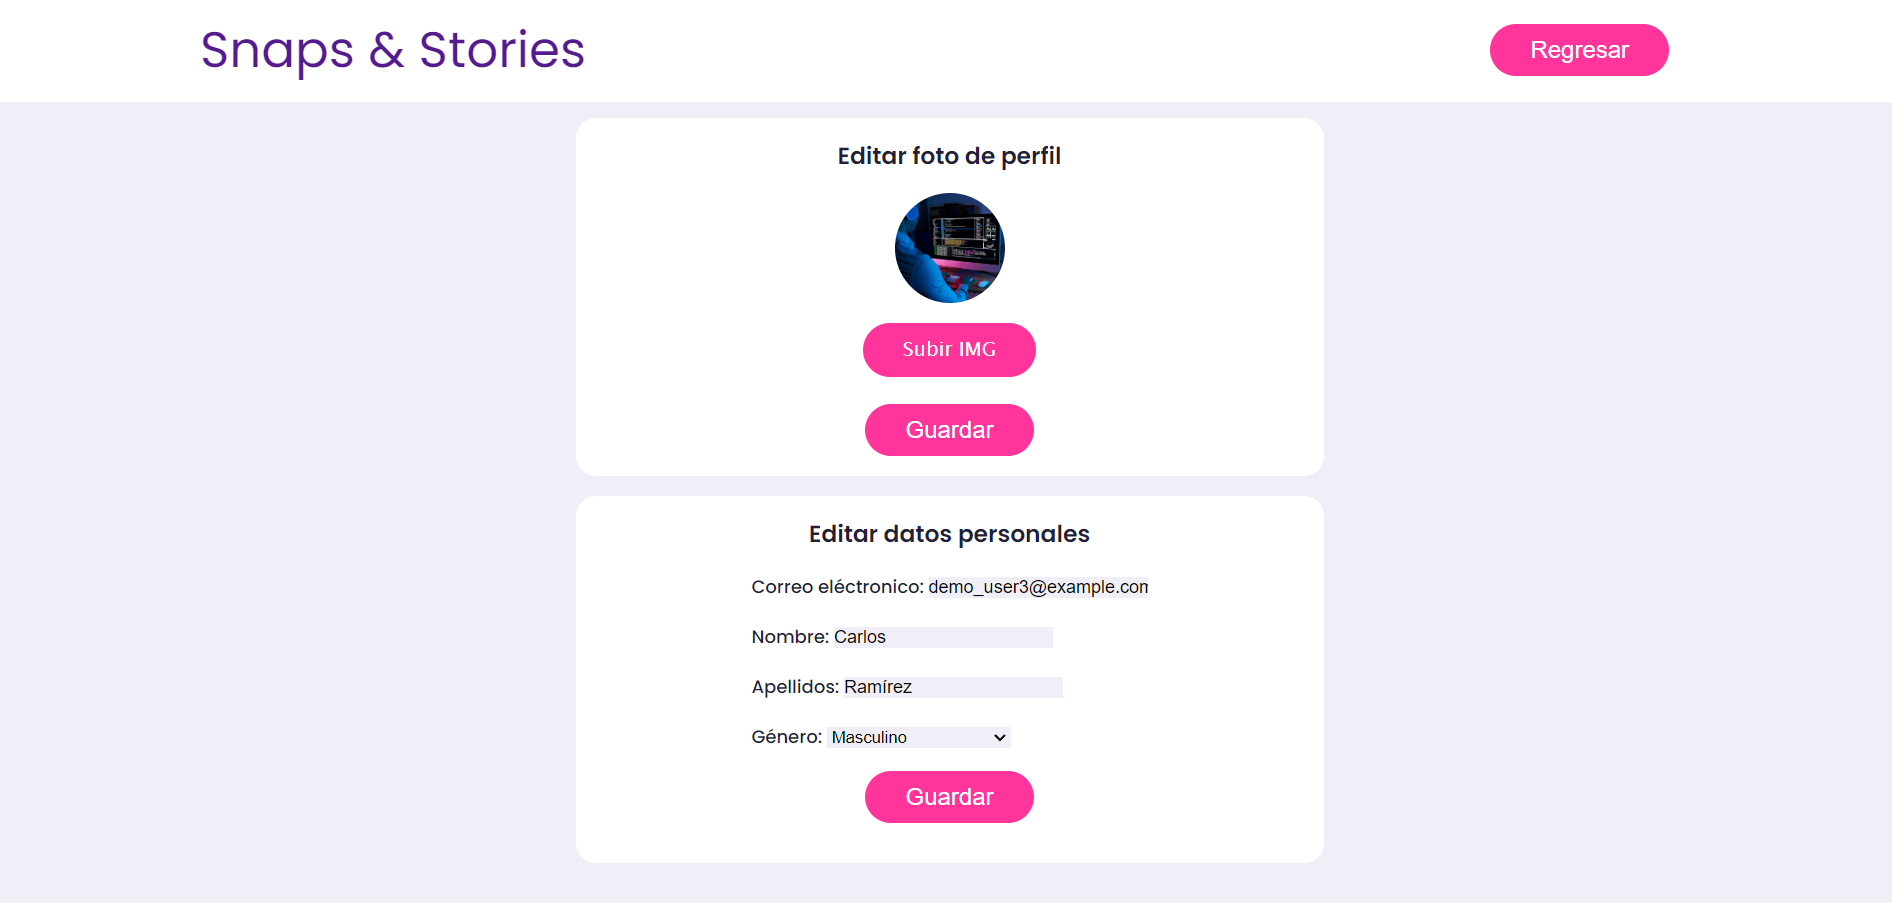 Snaps & Stories
Regresar
Editar foto de perfil
Subir IMG
Guardar
Editar datos personales
Correo eléctronico: demo_user3@example.com
Nombre: Carlos
Apellidos: Ramírez
Género: Masculino
Guardar